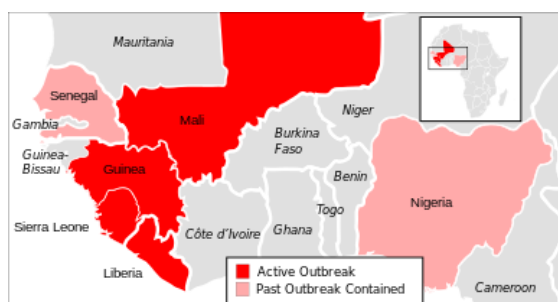 Mauritania
Senegal
Mali
Niger
Gambia
Burkina
Faso
Guinea-
Bissau
Guinea
Benin
Nigeria
Togo
Sierra Leone
Côte d'Ivoire
Ghana
Liberia
Active Outbreak
Past Outbreak Contained
Cameroon